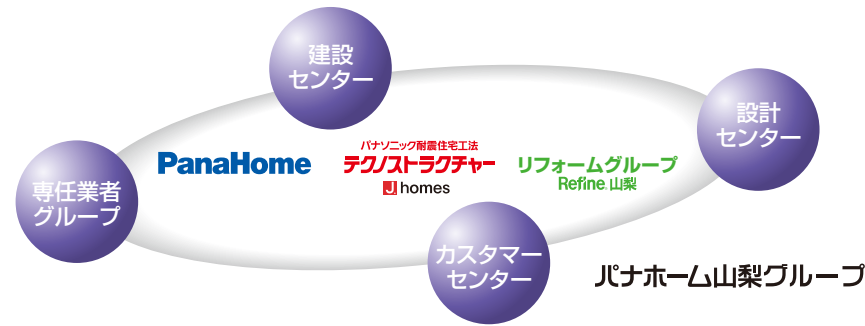 建設
センター
設計
センター
専任業者
グループ
PanaHome
パナソニック耐震住宅工法
テクノストラクチャー
J homes
リフォームグループ
Refine 山梨
カスタマー
センター
パナホーム山梨グループ